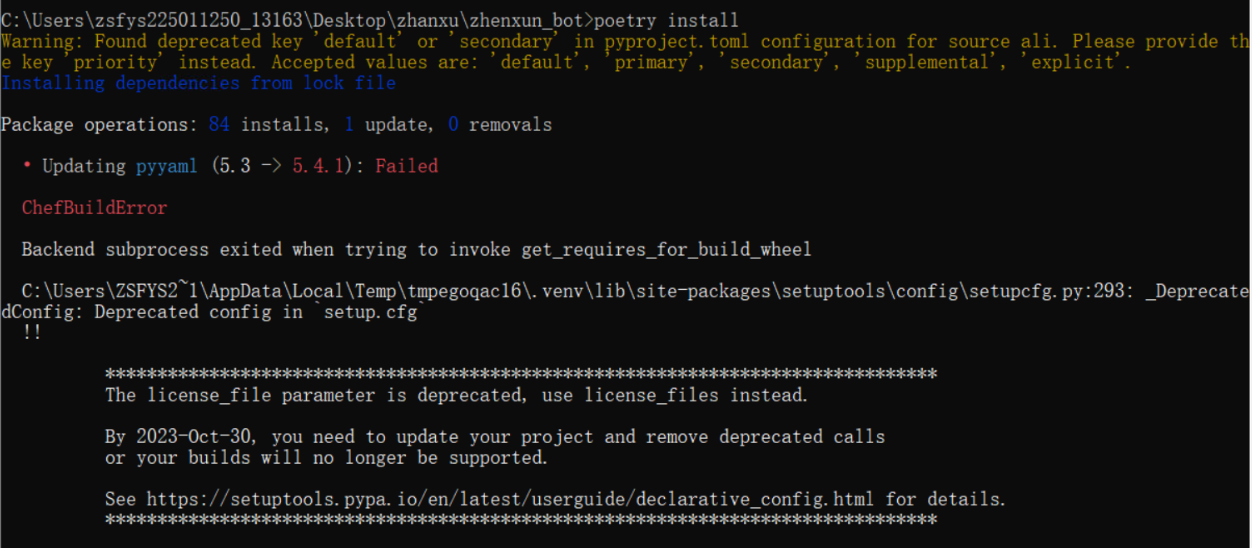 C:\Users\zsfys225011250_13163\Desktop\zhanxu\zhenxun_bot>poetry install
Warning: Found deprecated key 'default' or 'secondary' in pyproject.toml configuration for source ali. Please provide th
e key 'priority' instead. Accepted values are: 'default', 'primary', 'secondary', 'supplemental', 'explicit'.
Installing dependencies from lock file
Package operations: 84 installs, 1 update, 0 removals
• Updating pyyaml (5.3 -> 5.4.1): Failed
ChefBuildError
Backend subprocess exited when trying to invoke get_requires_for_build_wheel
C:\Users\ZSFYS2~1\AppData\Local\Temp\tmpegoqac16\.venv\lib\site-packages\setuptools\config\setupcfg.py:293: _Deprecate
dConfig: Deprecated config in `setup.cfg`
!!
********************************************************************************
The license_file parameter is deprecated, use license_files instead.
By 2023-Oct-30, you need to update your project and remove deprecated calls
or your builds will no longer be supported.
See https://setuptools.pypa.io/en/latest/userguide/declarative_config.html for details.
********************************************************************************